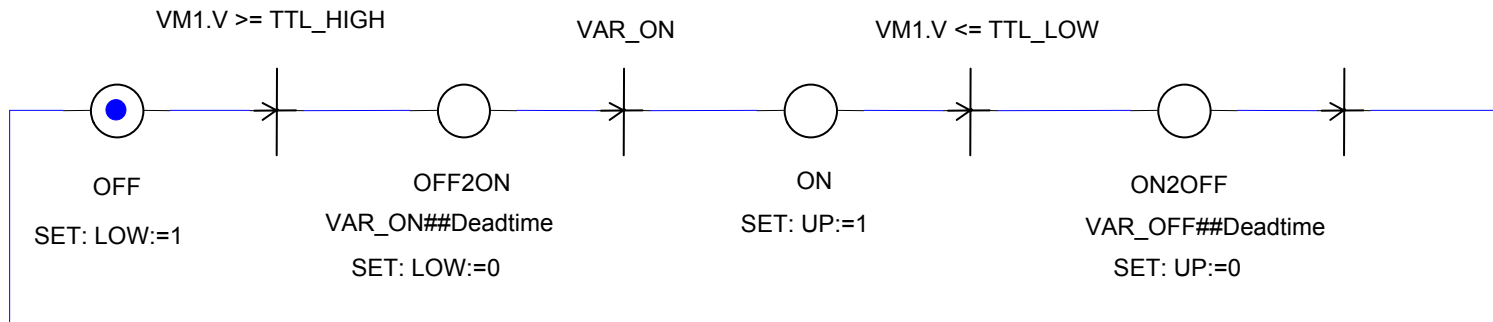 VM1.V >= TTL_HIGH
VAR_ON
VM1.V <= TTL_LOW
OFF
SET: LOW:=1
OFF2ON
VAR_ON##Deadtime
SET: LOW:=0
ON
SET: UP:=1
ON2OFF
VAR_OFF##Deadtime
SET: UP:=0